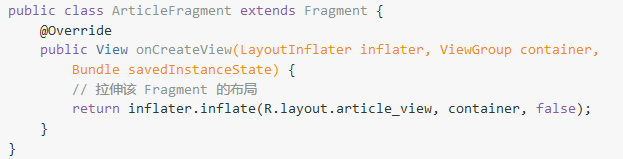 public class ArticleFragment extends Fragment {
    @Override
    public View onCreateView(LayoutInflater inflater, ViewGroup container,
        Bundle savedInstanceState) {
        // 拉伸该 Fragment 的布局
        return inflater.inflate(R.layout.article_view, container, false);
    }
}